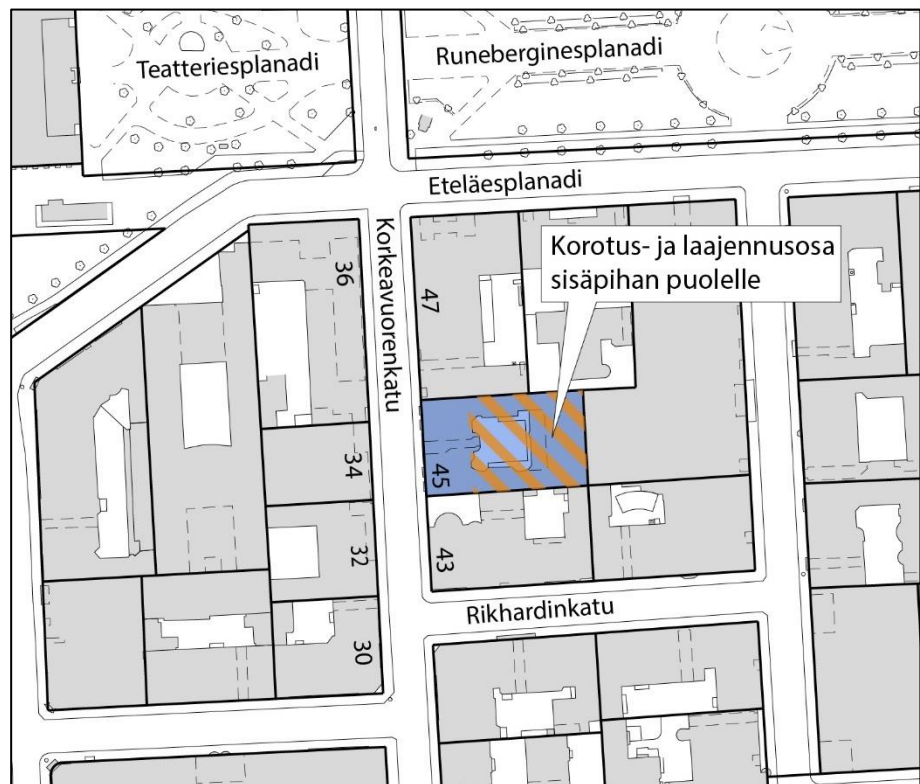 Teatteriesplanadi
Runeberginesplanadi
Eteläesplanadi
Korkeavuorenkatu
36
47
Korotus- ja laajennusosa
sisäpihan puolelle
34
45
32
43
30
Rikhardinkatu